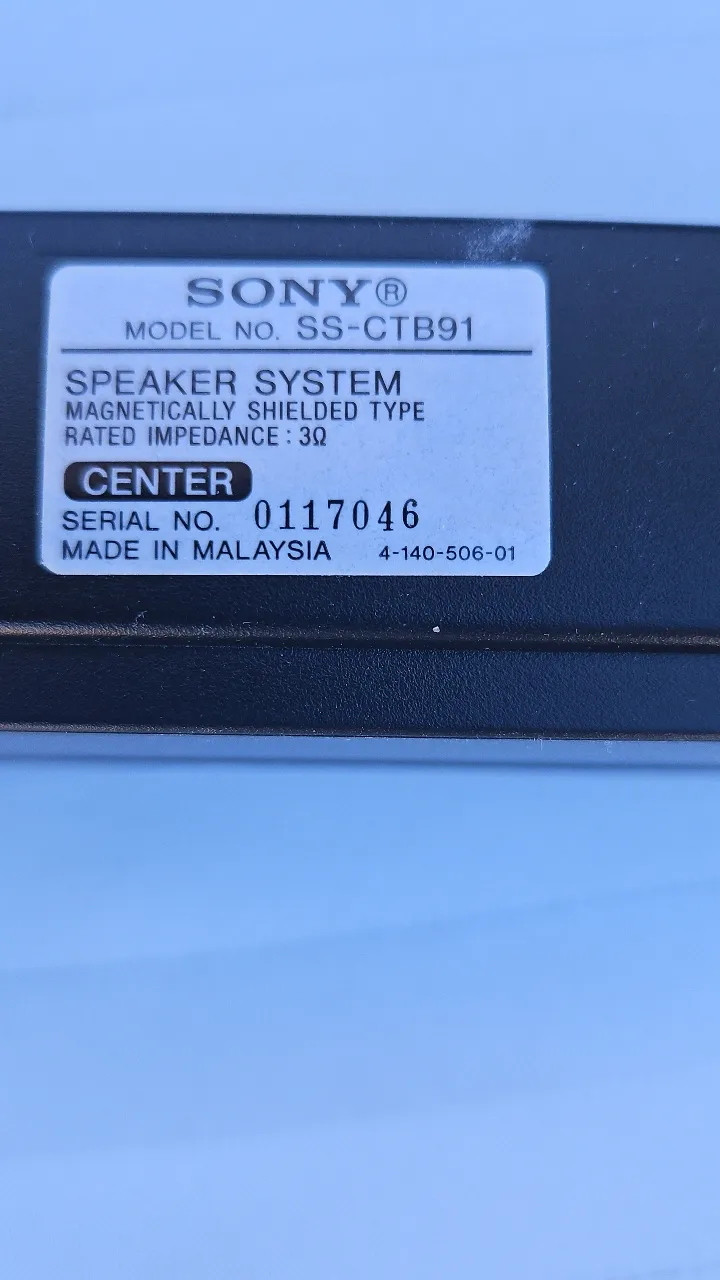 SONY®
MODEL NO. SS-CTB91
SPEAKER SYSTEM
MAGNETICALLY SHIELDED TYPE
RATED IMPEDANCE : 3Ω
CENTER
SERIAL NO. 0117046
MADE IN MALAYSIA 4-140-506-01